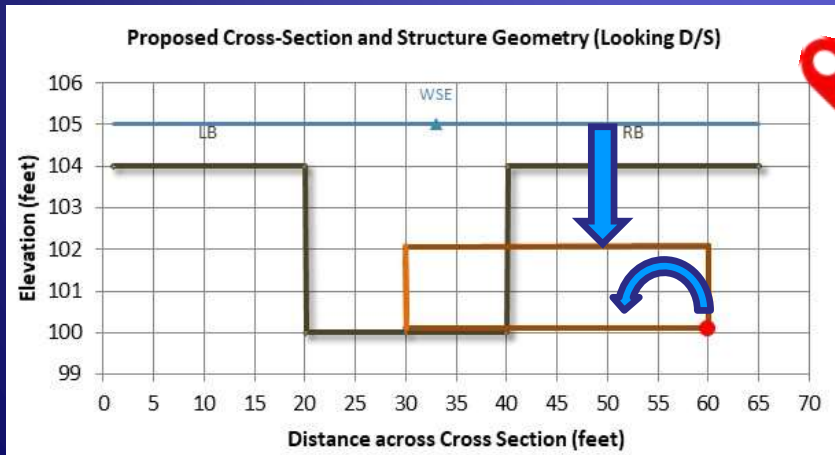 Proposed Cross-Section and Structure Geometry (Looking D/S)
106
WSE
105
LB
RB
104
103
102
101
100
99
Elevation (feet)
0 5 10 15 20 25 30 35 40 45 50 55 60 65 70
Distance across Cross Section (feet)